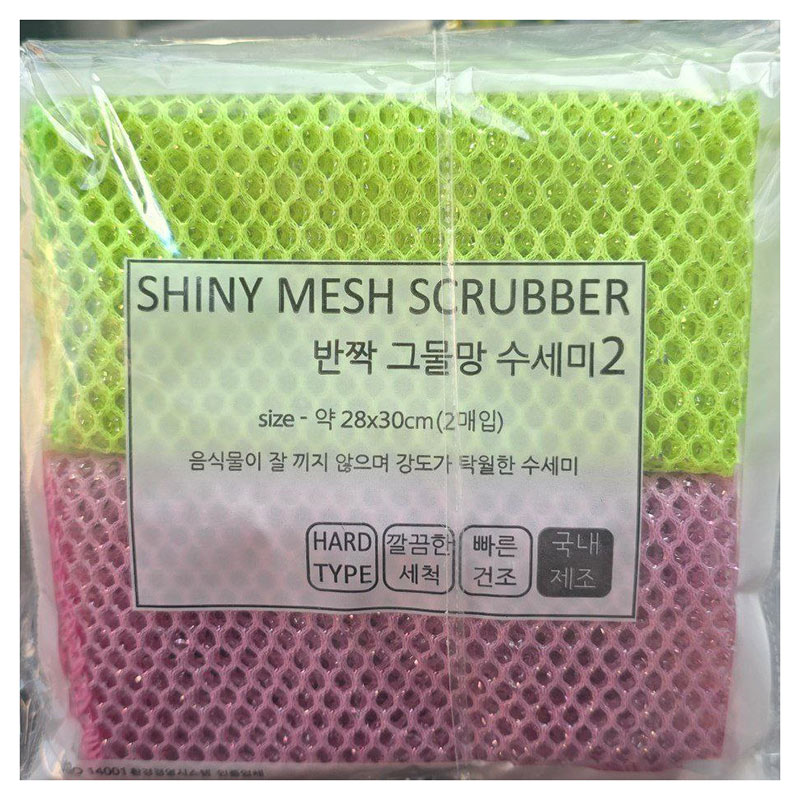 SHINY MESH SCRUBBER
반짝 그물망 수세미2
size - 약 28x30cm(2매입)
음식물이 잘 끼지 않으며 강도가 탁월한 수세미
HARD TYPE
깔끔한 세척
빠른 건조
국내 제조
14001